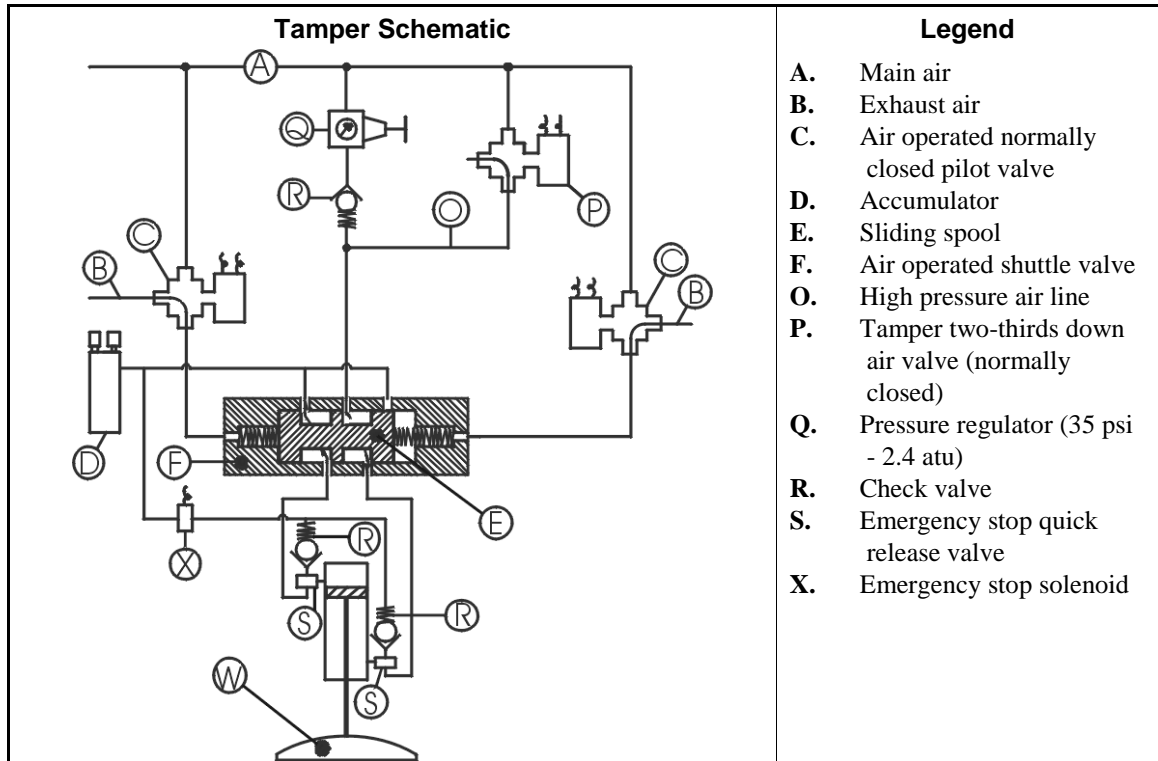 Tamper Schematic
A
Q
R
O
P
C
B
C
B
D
F
E
R
X
S
R
S
W
Legend
A. Main air
B. Exhaust air
C. Air operated normally
closed pilot valve
D. Accumulator
E. Sliding spool
F. Air operated shuttle valve
O. High pressure air line
P. Tamper two-thirds down
air valve (normally
closed)
Q. Pressure regulator (35 psi
- 2.4 atu)
R. Check valve
S. Emergency stop quick
release valve
X. Emergency stop solenoid